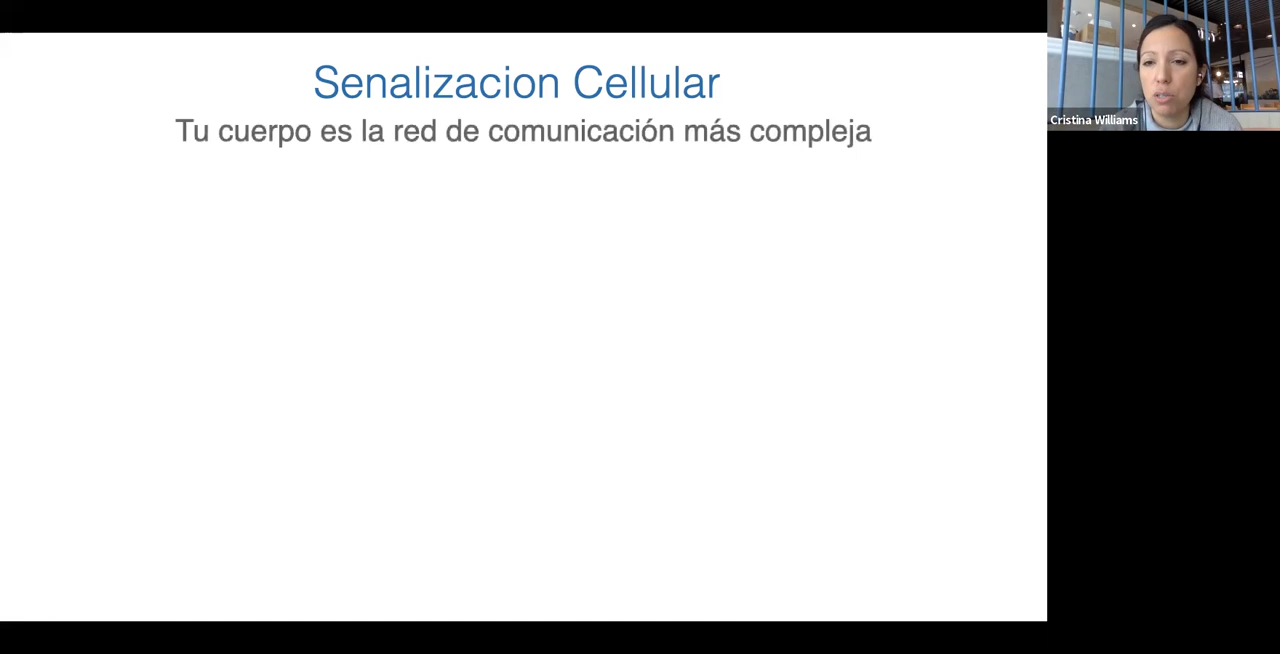 Senalizacion Cellular
Tu cuerpo es la red de comunicación más compleja
Cristina Williams